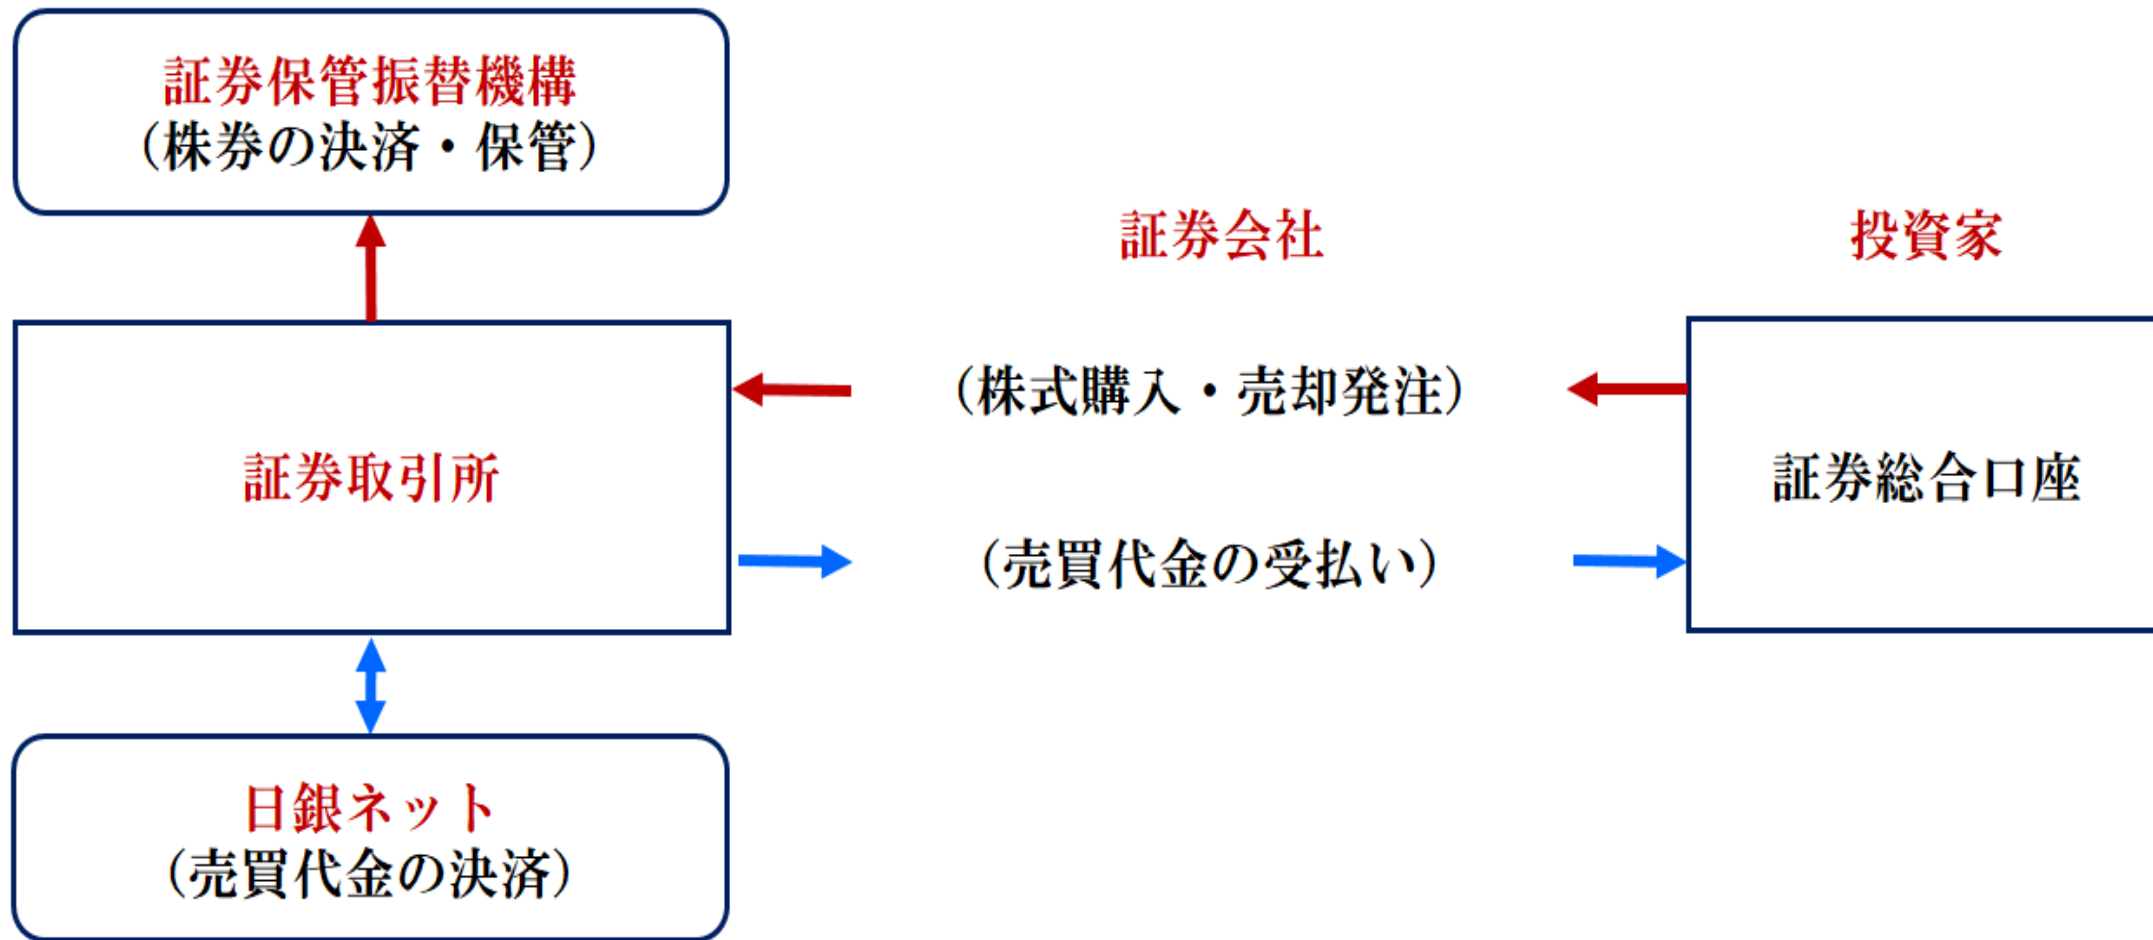 証券保管振替機構
（株券の決済・保管）
証券会社
投資家
（株式購入・売却発注）
証券取引所
証券総合口座
（売買代金の受払い）
日銀ネット
（売買代金の決済）